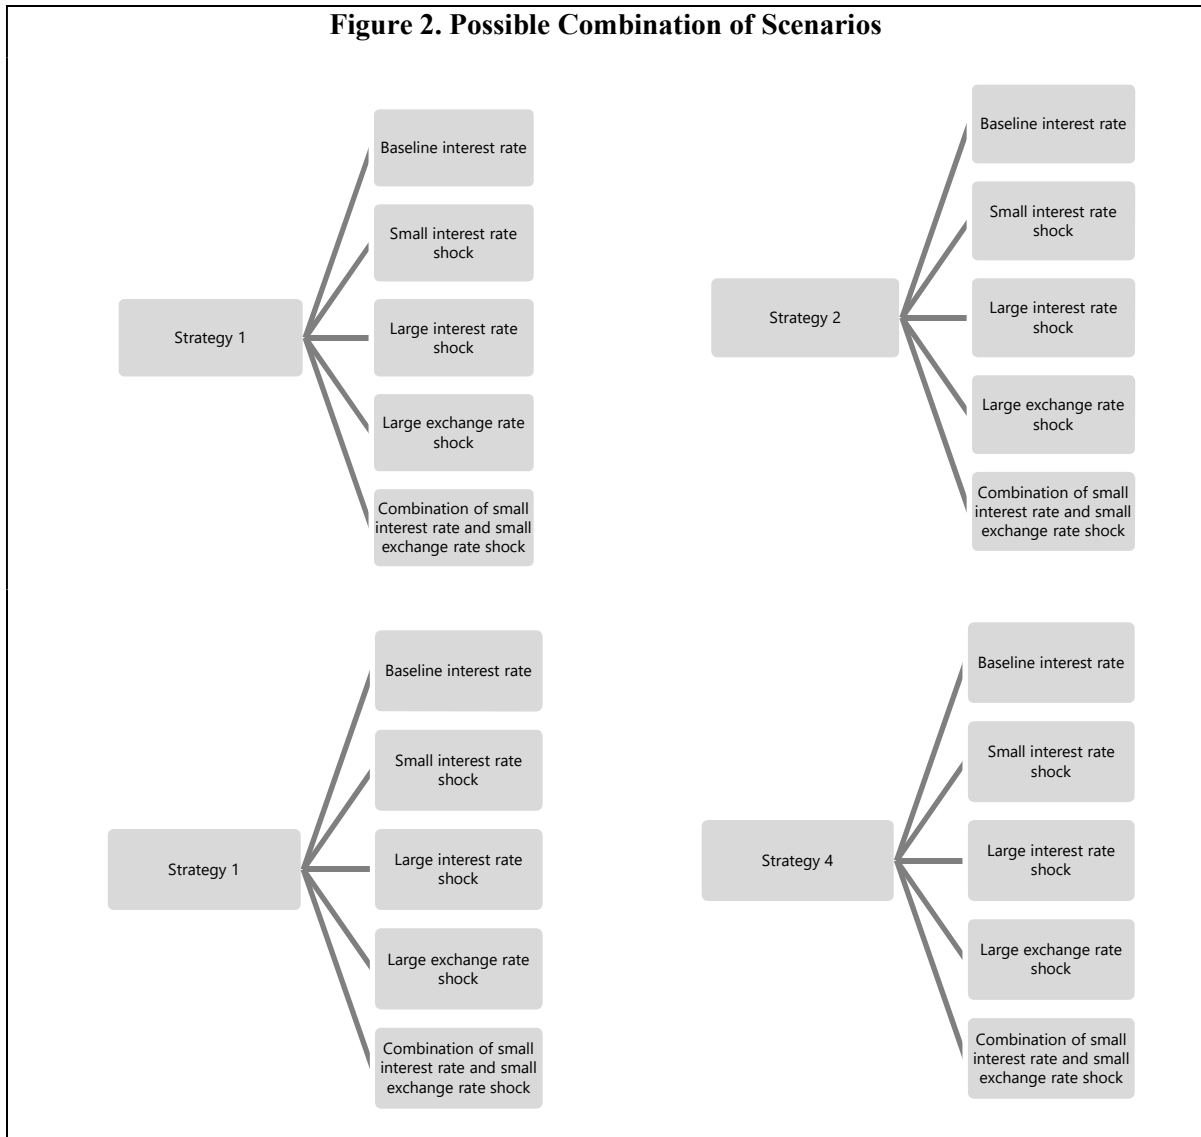 Figure 2. Possible Combination of Scenarios
Strategy 1
Baseline interest rate
Small interest rate
shock
Large interest rate
shock
Large exchange rate
shock
Combination of small
interest rate and small
exchange rate shock
Strategy 2
Baseline interest rate
Small interest rate
shock
Large interest rate
shock
Large exchange rate
shock
Combination of small
interest rate and small
exchange rate shock
Strategy 1
Baseline interest rate
Small interest rate
shock
Large interest rate
shock
Large exchange rate
shock
Combination of small
interest rate and small
exchange rate shock
Strategy 4
Baseline interest rate
Small interest rate
shock
Large interest rate
shock
Large exchange rate
shock
Combination of small
interest rate and small
exchange rate shock